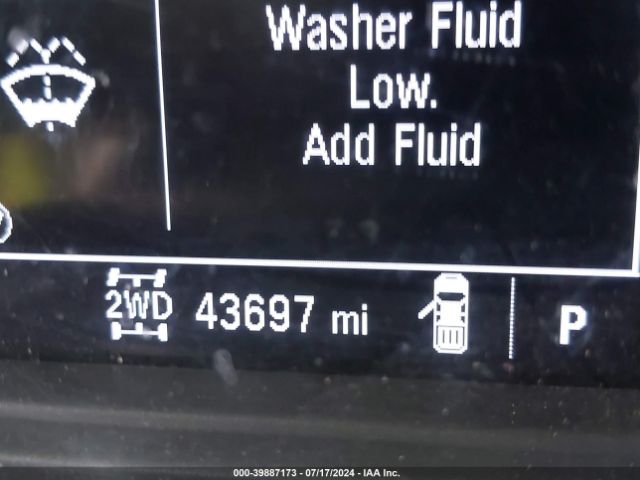 Washer Fluid
Low.
Add Fluid
2WD 43697 mi P
000-39887173 - 07/17/2024 - IAA Inc.